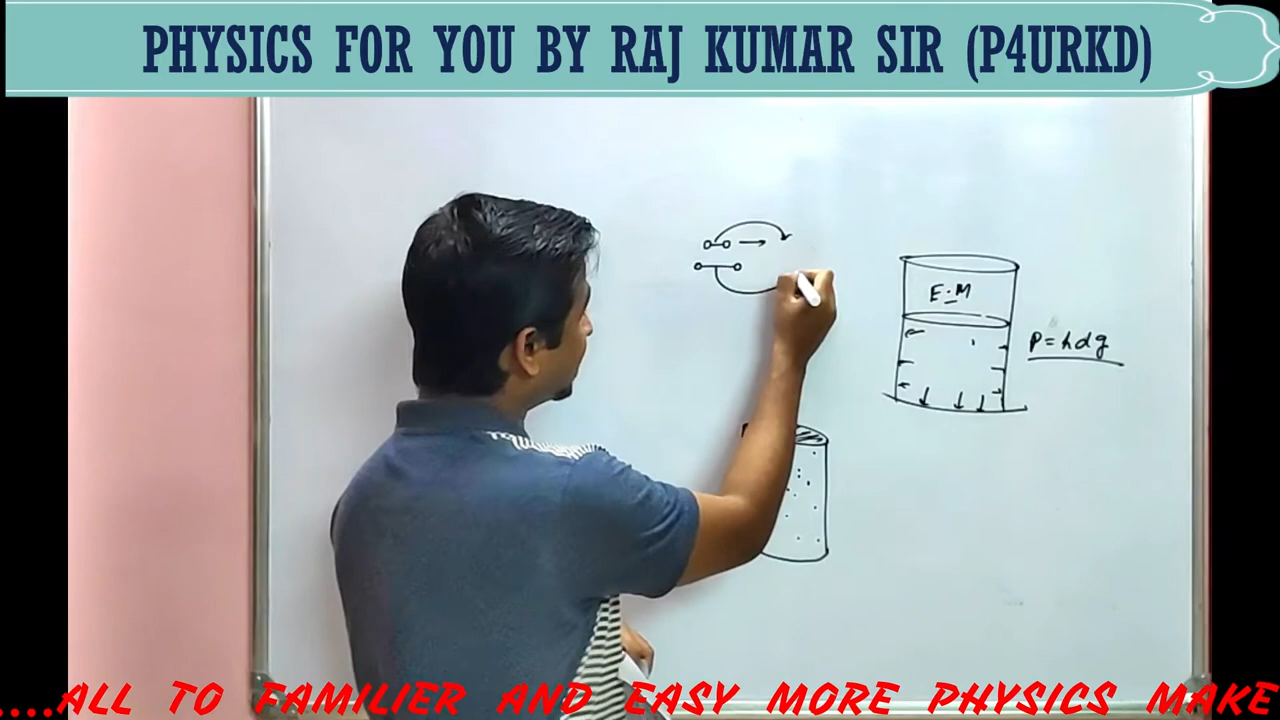 PHYSICS FOR YOU BY RAJ KUMAR SIR (P4URKD)
E.M
P=hdg
....ALL TO FAMILIER AND EASY MORE PHYSICS MAKE